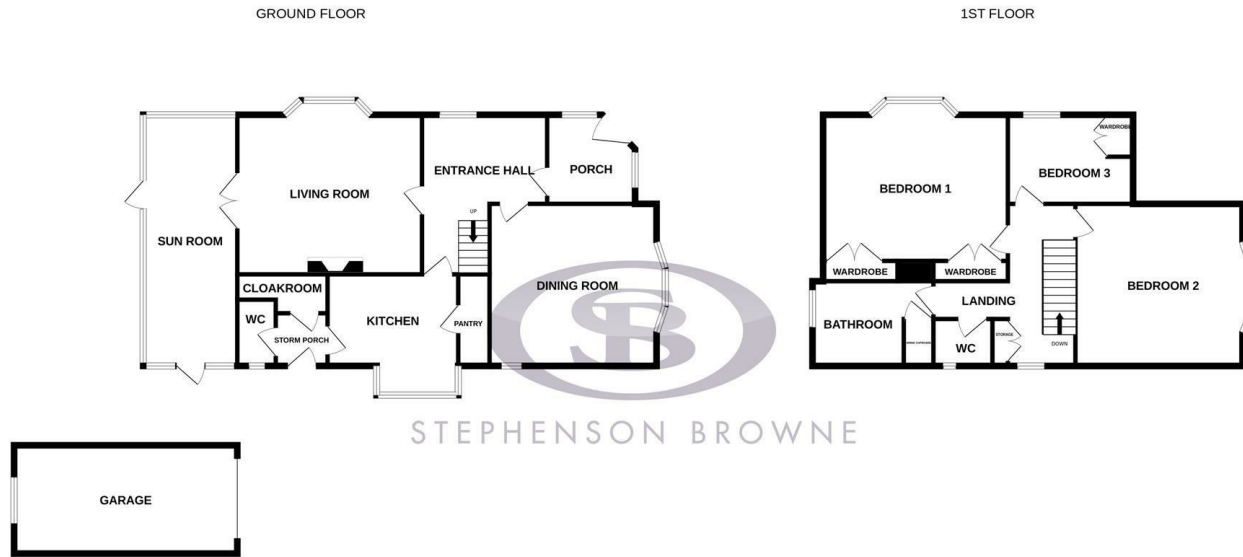 GROUND FLOOR
1ST FLOOR
LIVING ROOM
ENTRANCE HALL
PORCH
SUN ROOM
UP
CLOAKROOM
WC
STORM PORCH
KITCHEN
PANTRY
DINING ROOM
BEDROOM 1
WARDROBE
BEDROOM 3
WARDROBE
WARDROBE
BEDROOM 2
LANDING
BATHROOM
WC
STORAGE
DOWN
SB
STEPHENSON BROWNE
GARAGE